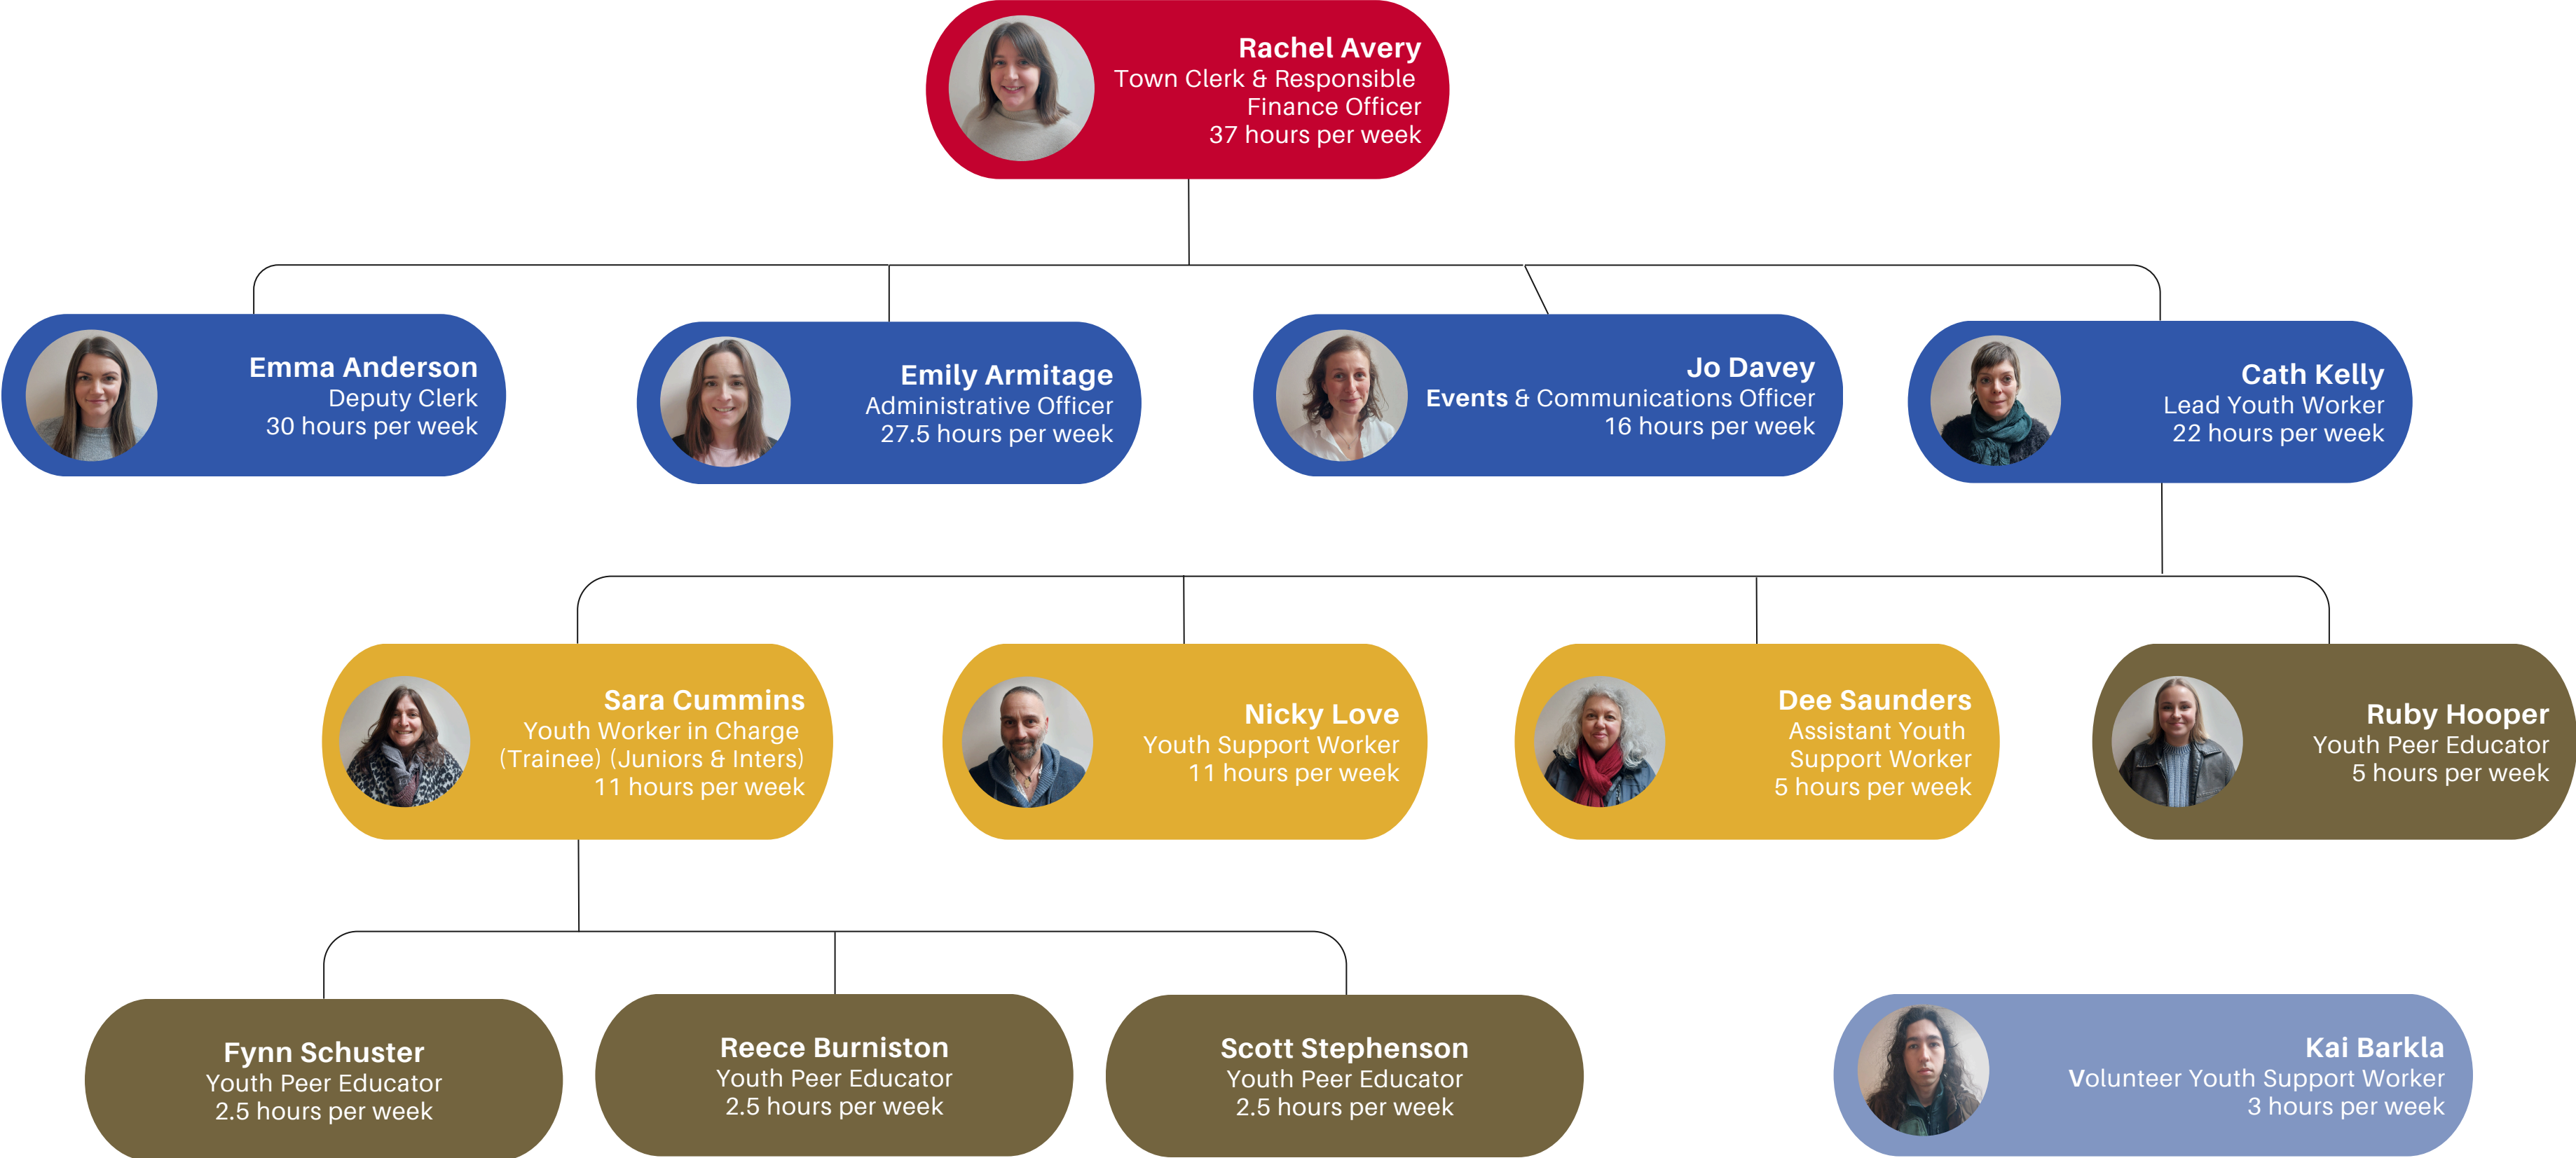 Rachel Avery
Town Clerk & Responsible
Finance Officer
37 hours per week
Emma Anderson
Deputy Clerk
30 hours per week
Emily Armitage
Administrative Officer
27.5 hours per week
Jo Davey
Events & Communications Officer
16 hours per week
Cath Kelly
Lead Youth Worker
22 hours per week
Sara Cummins
Youth Worker in Charge
(Trainee) (Juniors & Inters)
11 hours per week
Nicky Love
Youth Support Worker
11 hours per week
Dee Saunders
Assistant Youth
Support Worker
5 hours per week
Ruby Hooper
Youth Peer Educator
5 hours per week
Fynn Schuster
Youth Peer Educator
2.5 hours per week
Reece Burniston
Youth Peer Educator
2.5 hours per week
Scott Stephenson
Youth Peer Educator
2.5 hours per week
Kai Barkla
Volunteer Youth Support Worker
3 hours per week